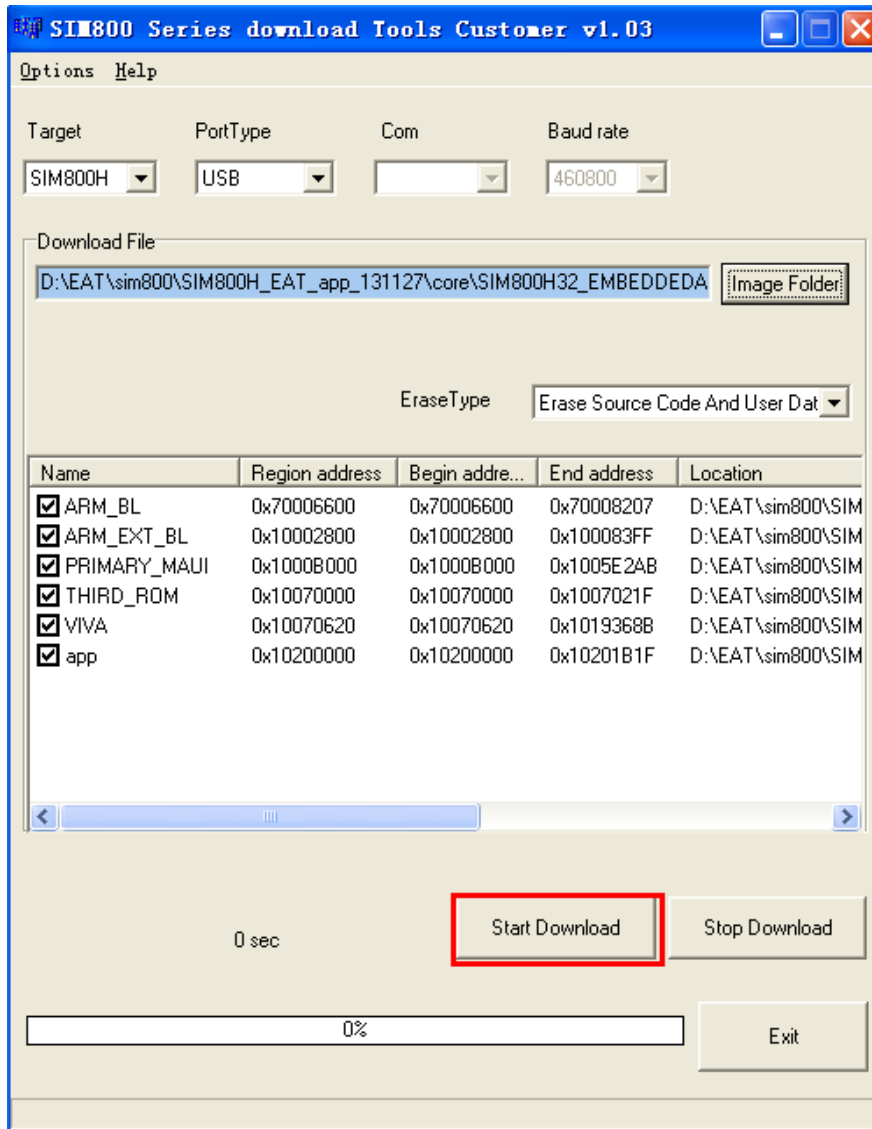 SIM800 Series download Tools Customer v1.03
Options Help
Target PortType Com Baud rate
SIM800H USB 460800
Download File
D:\EAT\sim800\SIM800H_EAT_app_131127\core\SIM800H32_EMBEDDEDA Image Folder
EraseType Erase Source Code And User Dat
Name Region address Begin addre... End address Location
ARM_BL 0x70006600 0x70006600 0x70008207 D:\EAT\sim800\SIM
ARM_EXT_BL 0x10002800 0x10002800 0x100083FF D:\EAT\sim800\SIM
PRIMARY_MAUI 0x1000B000 0x1000B000 0x1005E2AB D:\EAT\sim800\SIM
THIRD_ROM 0x10070000 0x10070000 0x1007021F D:\EAT\sim800\SIM
VIVA 0x10070620 0x10070620 0x1019368B D:\EAT\sim800\SIM
app 0x10200000 0x10200000 0x10201B1F D:\EAT\sim800\SIM
0 sec Start Download Stop Download
0% Exit